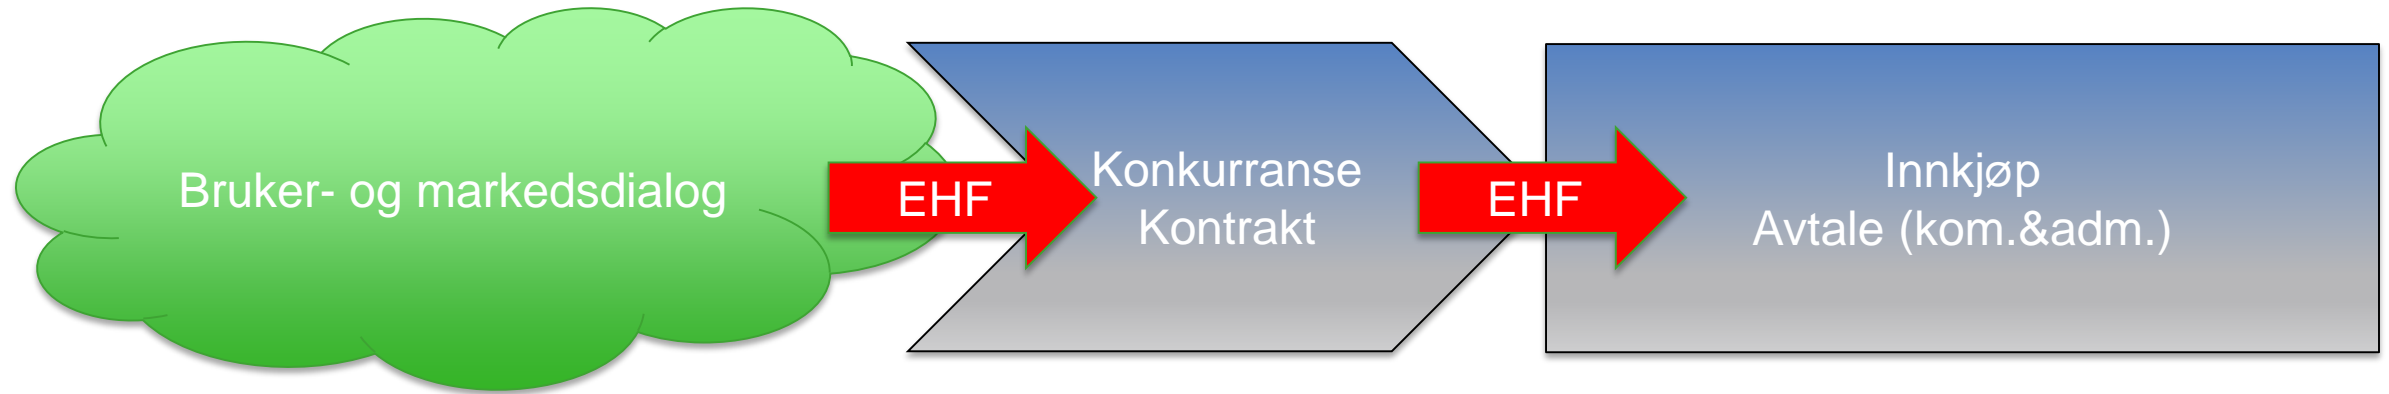 Bruker- og markedsdialog
EHF
Konkurranse
Kontrakt
EHF
Innkjøp
Avtale (kom.&adm.)